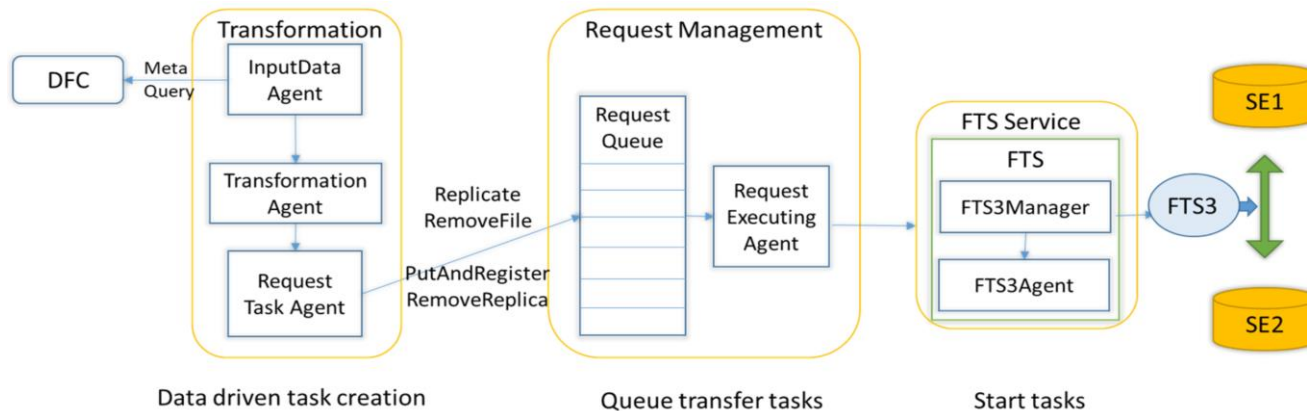 Transformation
DFC
Meta
Query
InputData
Agent
Transformation
Agent
Request
Task Agent
Replicate
RemoveFile
PutAndRegister
RemoveReplica
Request Management
Request
Queue
Request
Executing
Agent
FTS Service
FTS
FTS3Manager
FTS3Agent
FTS3
SE1
SE2
Data driven task creation
Queue transfer tasks
Start tasks